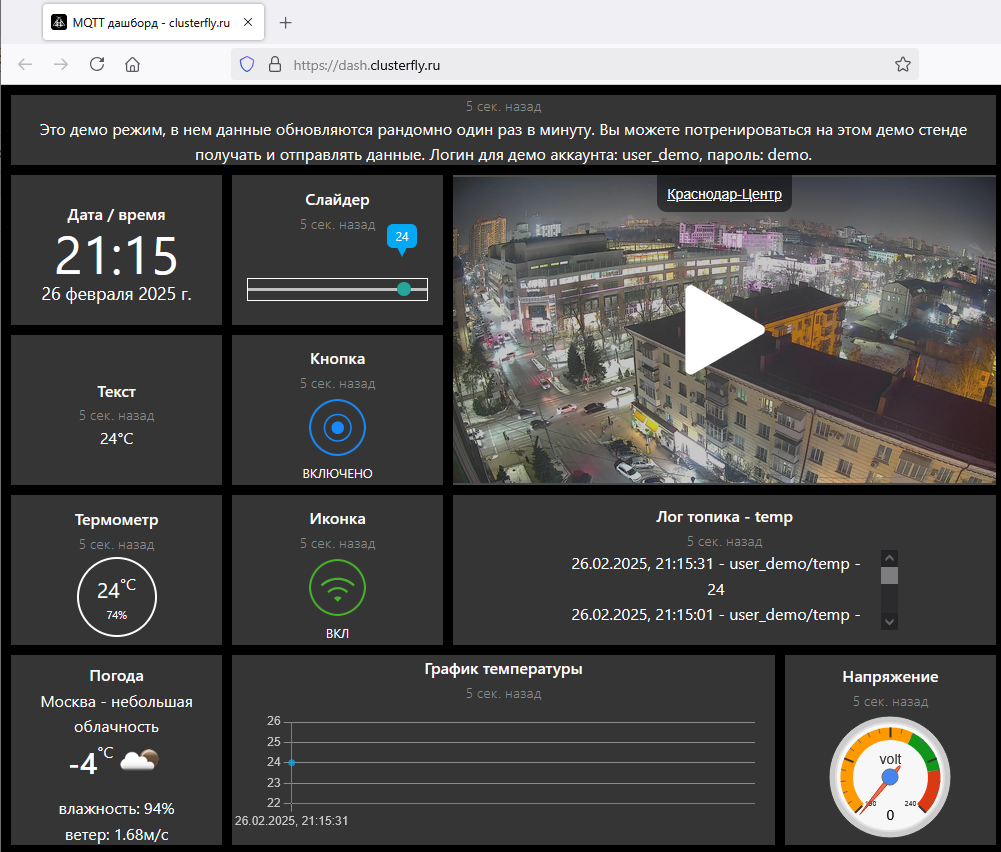 MQTT дашборд - clusterfly.ru
https://dash.clusterfly.ru
5 сек. назад
Это демо режим, в нем данные обновляются рандомно один раз в минуту. Вы можете потренироваться на этом демо стенде
получать и отправлять данные. Логин для демо аккаунта: user_demo, пароль: demo.
Дата / время
21:15
26 февраля 2025 г.
Слайдер
5 сек. назад
24
Краснодар-Центр
Текст
5 сек. назад
24°C
Кнопка
5 сек. назад
ВКЛЮЧЕНО
Термометр
5 сек. назад
24°C
74%
Иконка
5 сек. назад
ВКЛ
Лог топика - temp
5 сек. назад
26.02.2025, 21:15:31 - user_demo/temp -
24
26.02.2025, 21:15:01 - user_demo/temp -
Погода
Москва - небольшая
облачность
-4°C
влажность: 94%
ветер: 1.68м/с
График температуры
5 сек. назад
26
25
24
23
22
26.02.2025, 21:15:31
Напряжение
5 сек. назад
volt
190 240
0